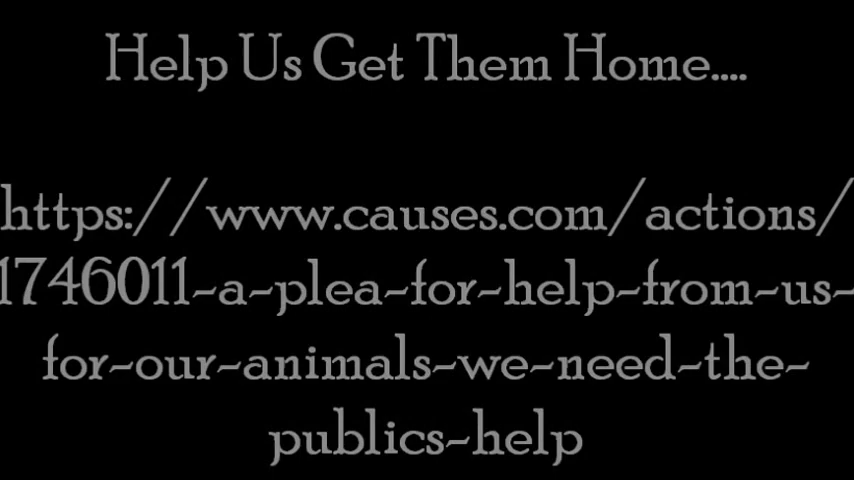 Help Us Get Them Home....
https://www.causes.com/actions/
1746011-a-plea-for-help-from-us-
for-our-animals-we-need-the-
publics-help